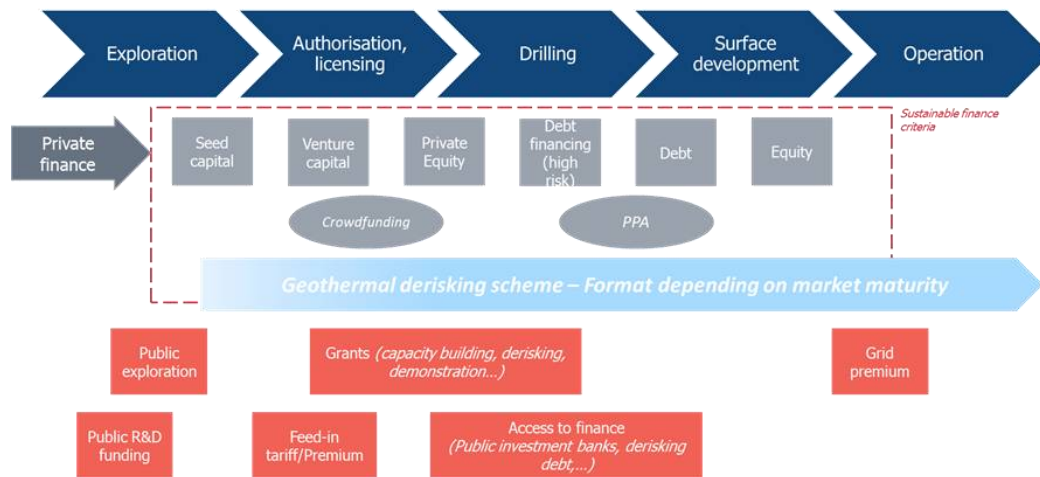 Exploration
Authorisation,
licensing
Drilling
Surface
development
Operation
Sustainable finance
criteria
Private
finance
Seed
capital
Venture
capital
Private
Equity
Debt
financing
(high
risk)
Debt
Equity
Crowdfunding
PPA
Geothermal derisking scheme – Format depending on market maturity
Public
exploration
Grants (capacity building, derisking,
demonstration...)
Grid
premium
Public R&D
funding
Feed-in
tariff/Premium
Access to finance
(Public investment banks, derisking
debt,...)